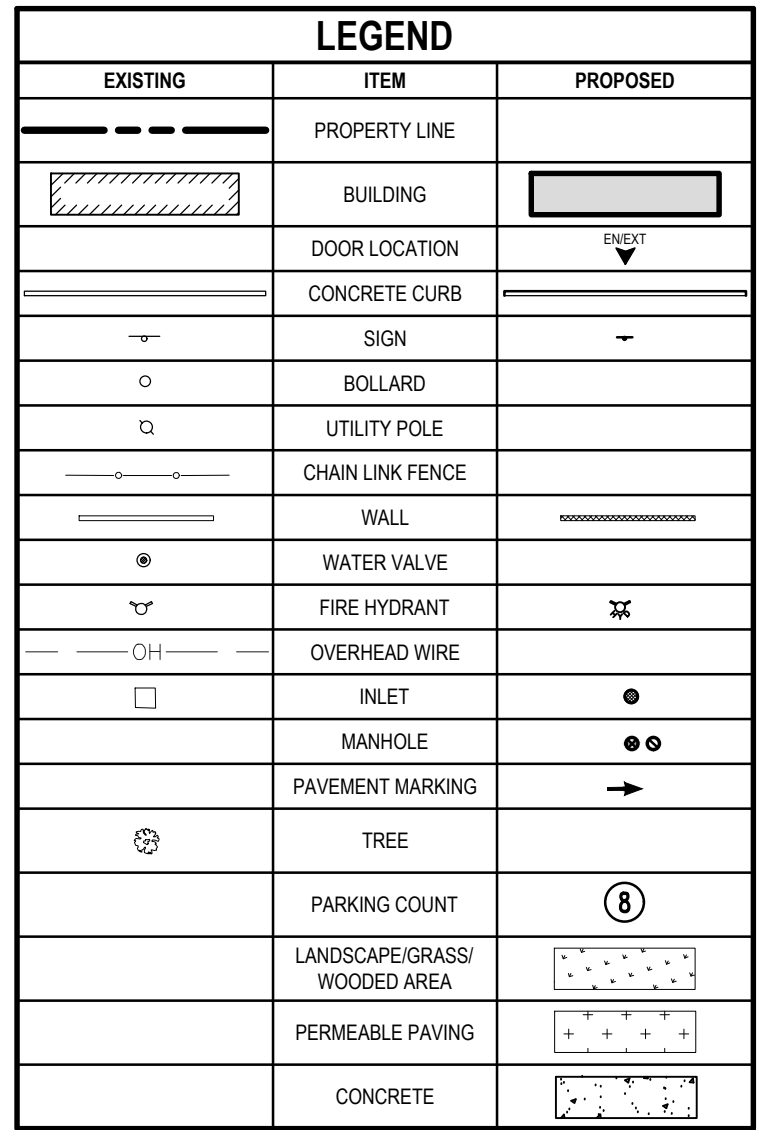 LEGEND
EXISTING ITEM PROPOSED
PROPERTY LINE
BUILDING
DOOR LOCATION EN/EXT
CONCRETE CURB
SIGN
BOLLARD
UTILITY POLE
CHAIN LINK FENCE
WALL
WATER VALVE
FIRE HYDRANT
OH OVERHEAD WIRE
INLET
MANHOLE
PAVEMENT MARKING
TREE
PARKING COUNT 8
LANDSCAPE/GRASS/
WOODED AREA
PERMEABLE PAVING
CONCRETE